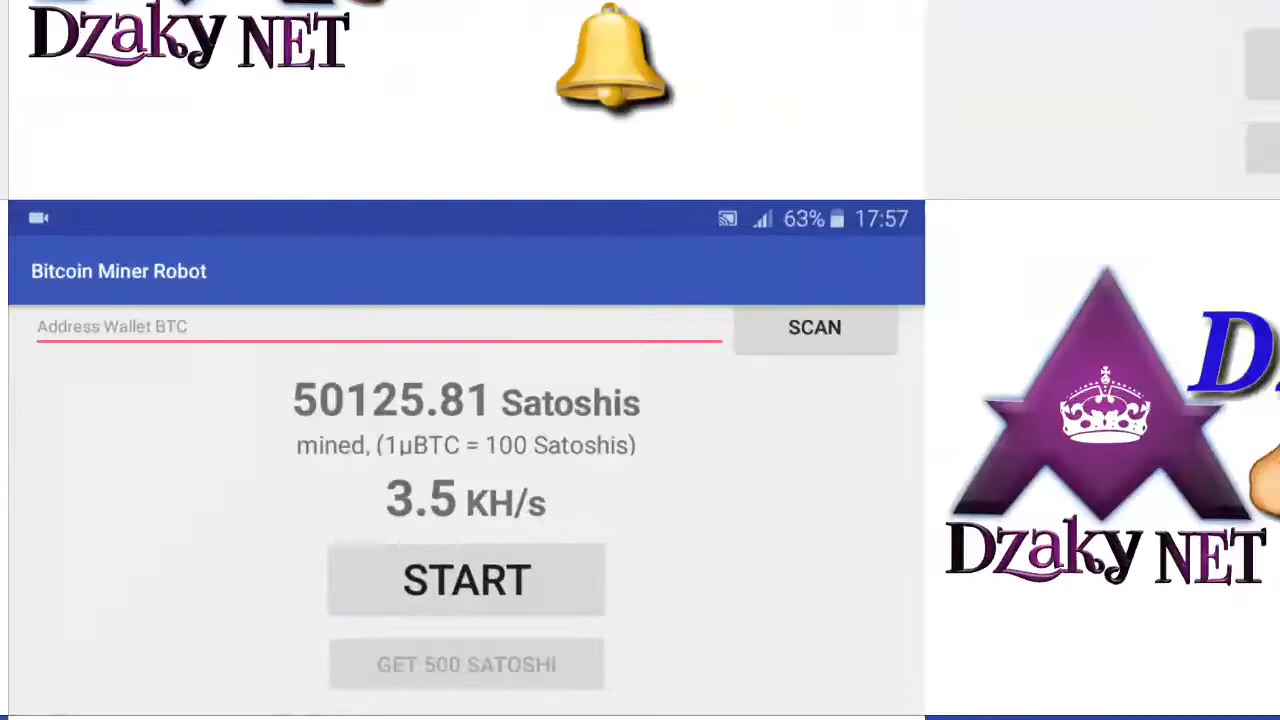 Dzaky NET
63% 17:57
Bitcoin Miner Robot
Address Wallet BTC
SCAN
50125.81 Satoshis
mined, (1µBTC = 100 Satoshis)
3.5 KH/s
START
GET 500 SATOSHI
D
Dzaky NET